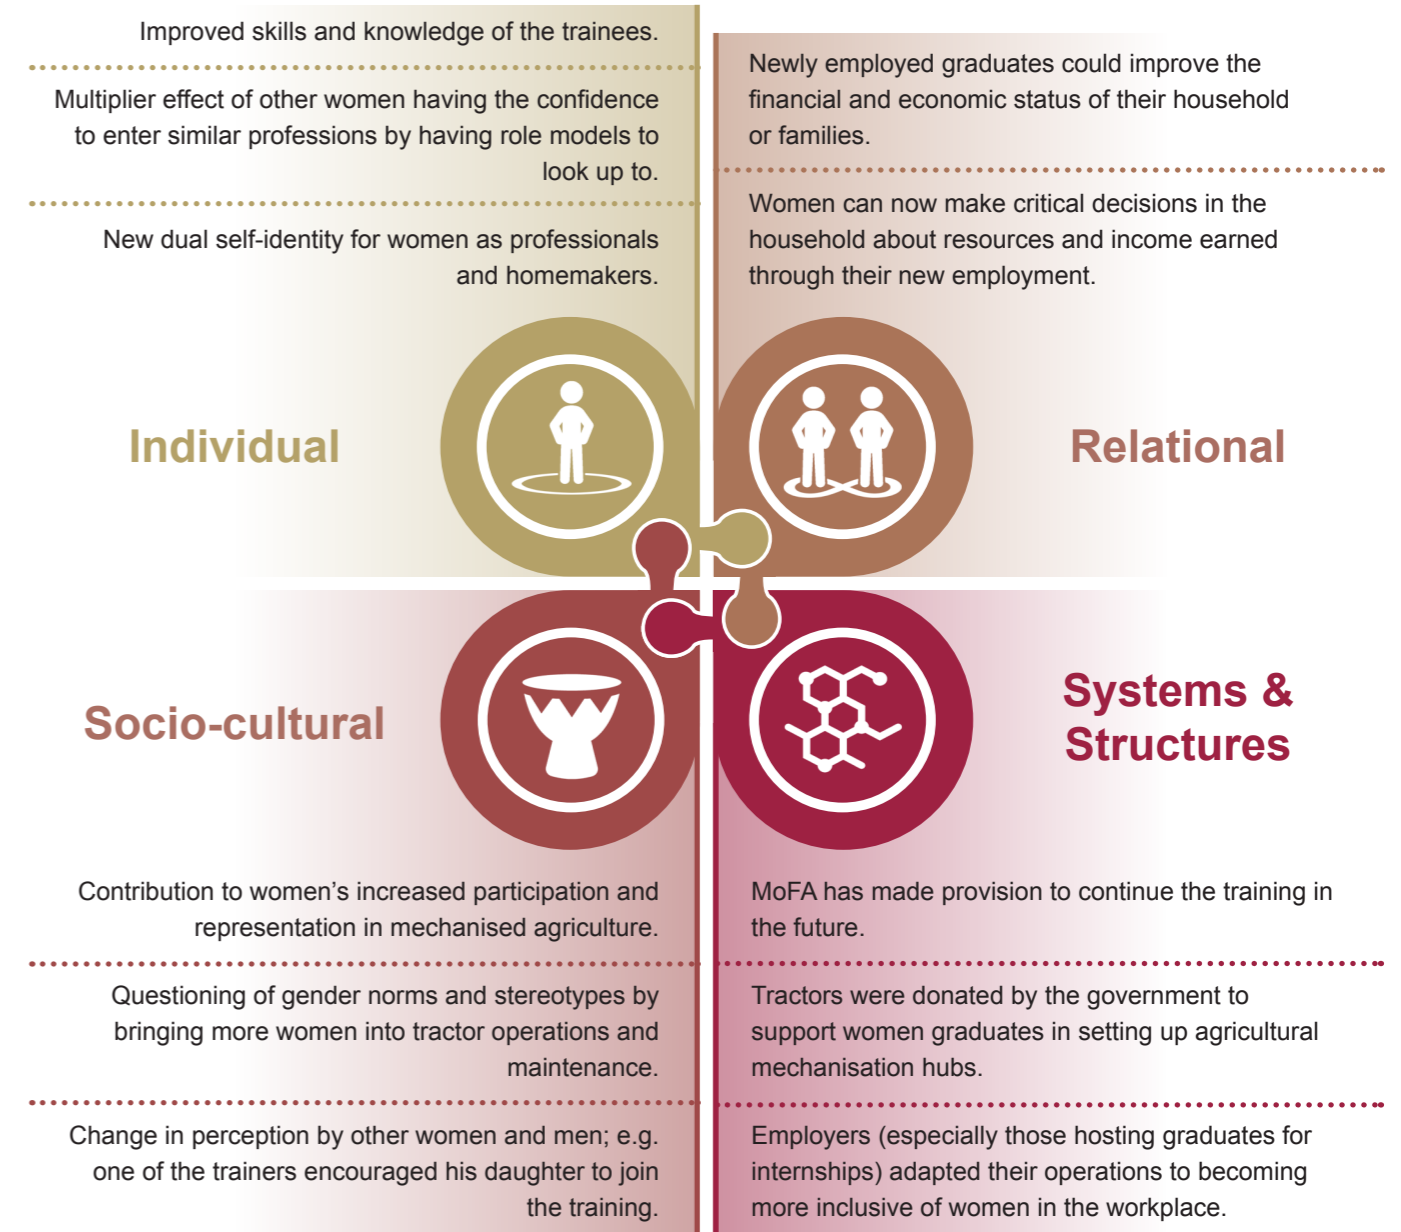 Improved skills and knowledge of the trainees.
Multiplier effect of other women having the confidence
to enter similar professions by having role models to
look up to.
New dual self-identity for women as professionals
and homemakers.
Individual
Newly employed graduates could improve the
financial and economic status of their household
or families.
Women can now make critical decisions in the
household about resources and income earned
through their new employment.
Relational
Socio-cultural
Contribution to women’s increased participation and
representation in mechanised agriculture.
Questioning of gender norms and stereotypes by
bringing more women into tractor operations and
maintenance.
Change in perception by other women and men; e.g.
one of the trainers encouraged his daughter to join
the training.
Systems &
Structures
MoFA has made provision to continue the training in
the future.
Tractors were donated by the government to
support women graduates in setting up agricultural
mechanisation hubs.
Employers (especially those hosting graduates for
internships) adapted their operations to becoming
more inclusive of women in the workplace.